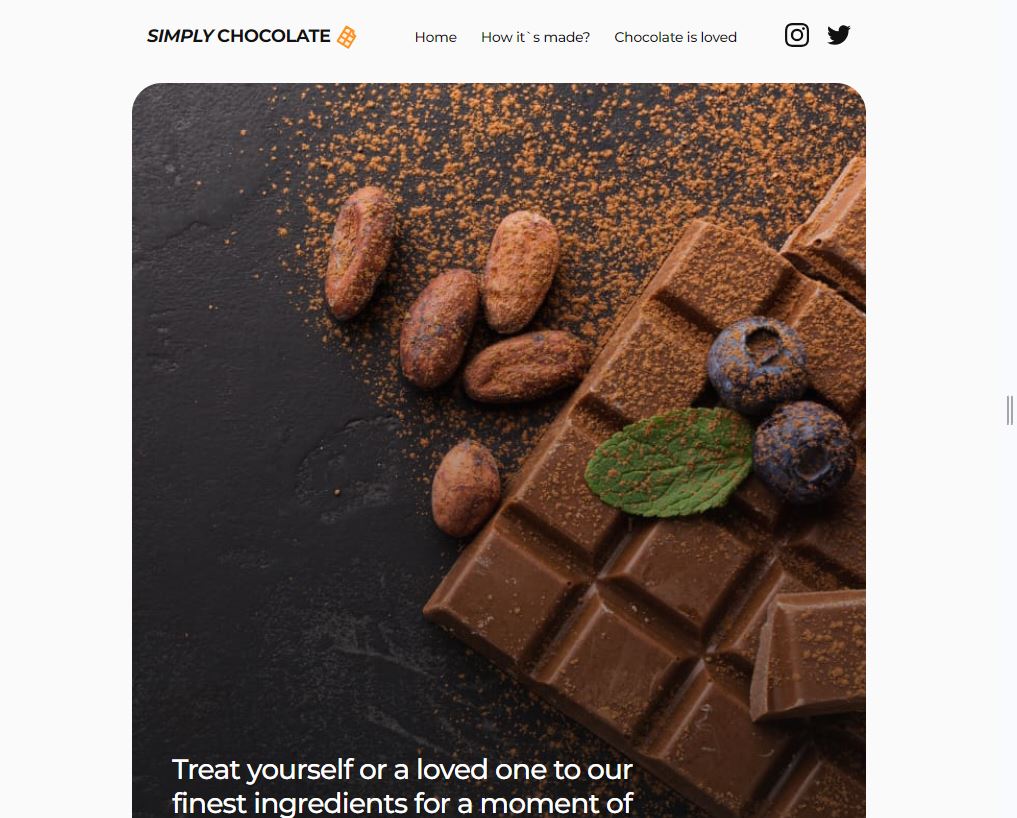 SIMPLY CHOCOLATE
Home
How it`s made?
Chocolate is loved
Treat yourself or a loved one to our
finest ingredients for a moment of